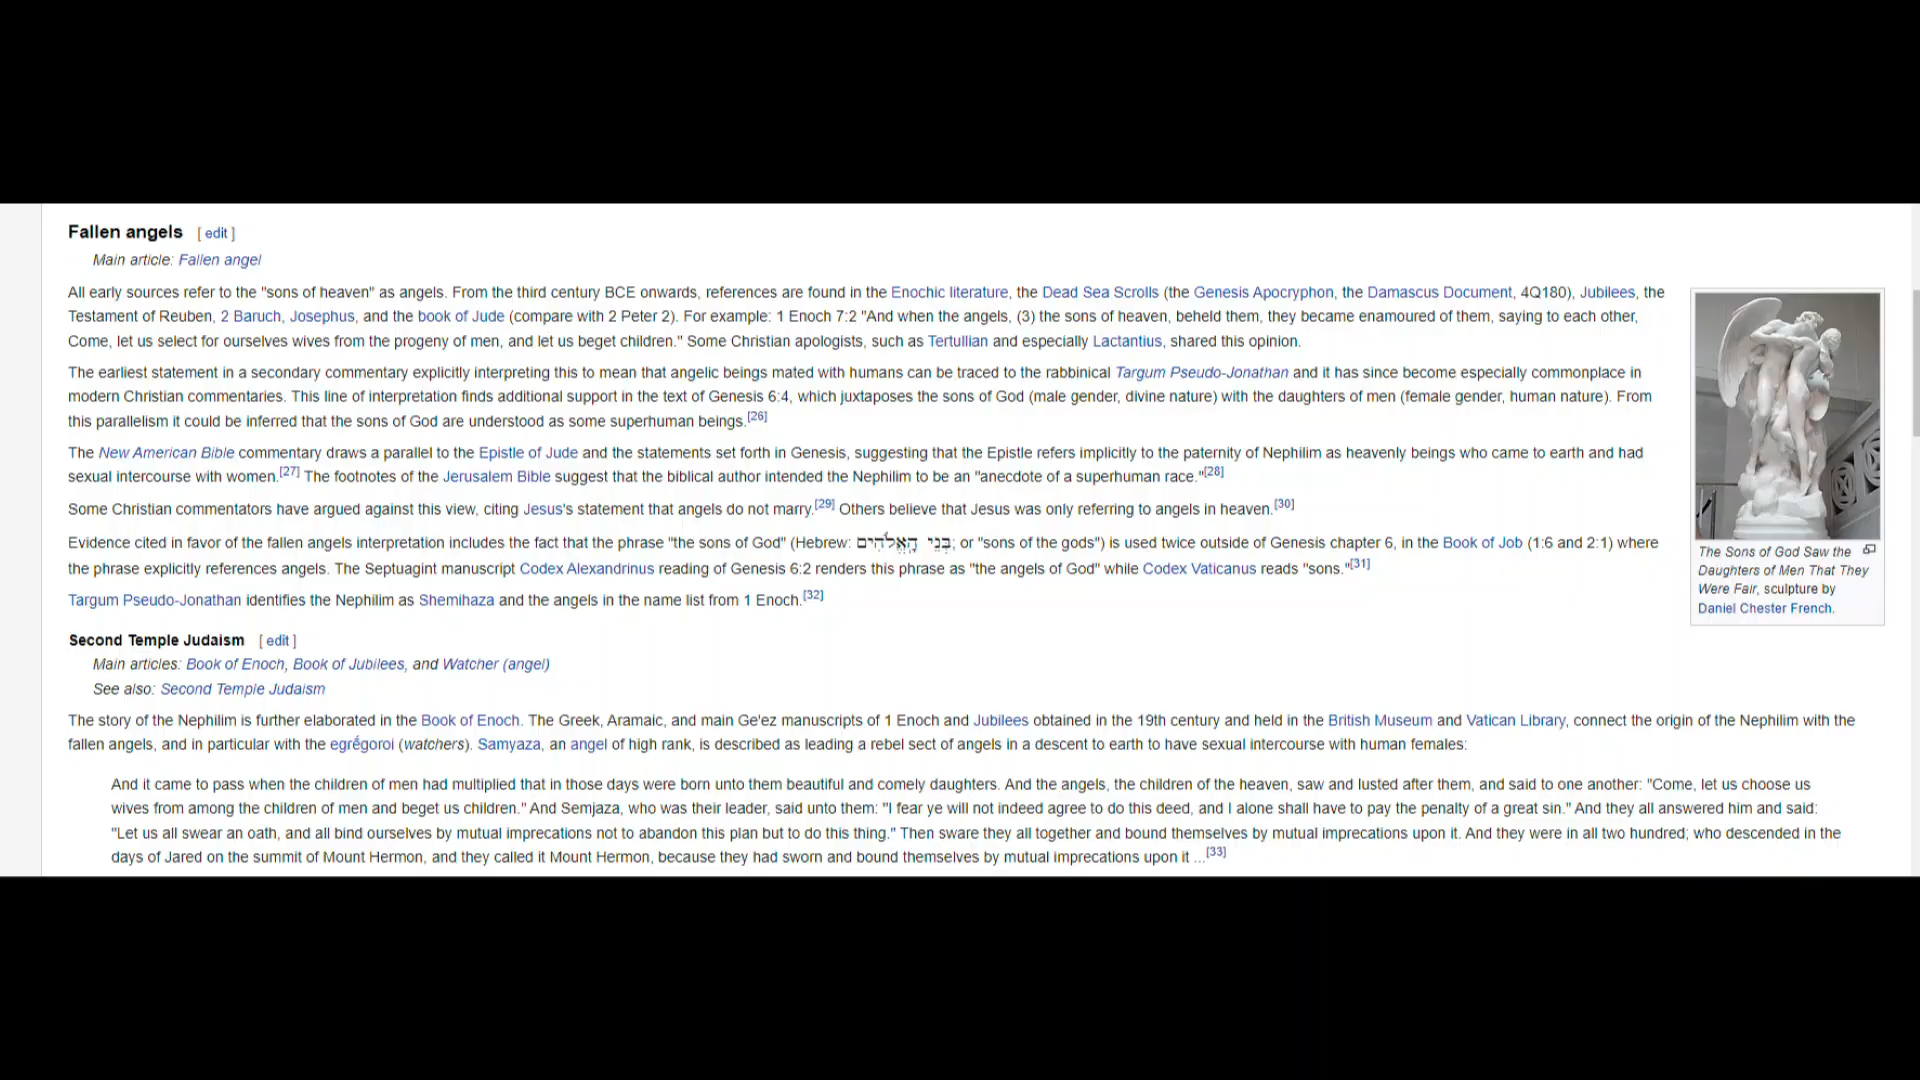 Fallen angels [ edit ]
Main article: Fallen angel
All early sources refer to the "sons of heaven" as angels. From the third century BCE onwards, references are found in the Enochic literature, the Dead Sea Scrolls (the Genesis Apocryphon, the Damascus Document, 4Q180), Jubilees, the
Testament of Reuben, 2 Baruch, Josephus, and the book of Jude (compare with 2 Peter 2). For example: 1 Enoch 7:2 "And when the angels, (3) the sons of heaven, beheld them, they became enamoured of them, saying to each other,
Come, let us select for ourselves wives from the progeny of men, and let us beget children." Some Christian apologists, such as Tertullian and especially Lactantius, shared this opinion.
The earliest statement in a secondary commentary explicitly interpreting this to mean that angelic beings mated with humans can be traced to the rabbinical Targum Pseudo-Jonathan and it has since become especially commonplace in
modern Christian commentaries. This line of interpretation finds additional support in the text of Genesis 6:4, which juxtaposes the sons of God (male gender, divine nature) with the daughters of men (female gender, human nature). From
this parallelism it could be inferred that the sons of God are understood as some superhuman beings.[26]
The New American Bible commentary draws a parallel to the Epistle of Jude and the statements set forth in Genesis, suggesting that the Epistle refers implicitly to the paternity of Nephilim as heavenly beings who came to earth and had
sexual intercourse with women.[27] The footnotes of the Jerusalem Bible suggest that the biblical author intended the Nephilim to be an "anecdote of a superhuman race."[28]
Some Christian commentators have argued against this view, citing Jesus's statement that angels do not marry.[29] Others believe that Jesus was only referring to angels in heaven.[30]
Evidence cited in favor of the fallen angels interpretation includes the fact that the phrase "the sons of God" (Hebrew: בְּנֵי הָאֱלֹהִים; or "sons of the gods") is used twice outside of Genesis chapter 6, in the Book of Job (1:6 and 2:1) where
the phrase explicitly references angels. The Septuagint manuscript Codex Alexandrinus reading of Genesis 6:2 renders this phrase as "the angels of God" while Codex Vaticanus reads "sons."[31]
Targum Pseudo-Jonathan identifies the Nephilim as Shemihaza and the angels in the name list from 1 Enoch.[32]
The Sons of God Saw the
Daughters of Men That They
Were Fair, sculpture by
Daniel Chester French.
Second Temple Judaism [ edit ]
Main articles: Book of Enoch, Book of Jubilees, and Watcher (angel)
See also: Second Temple Judaism
The story of the Nephilim is further elaborated in the Book of Enoch. The Greek, Aramaic, and main Ge'ez manuscripts of 1 Enoch and Jubilees obtained in the 19th century and held in the British Museum and Vatican Library, connect the origin of the Nephilim with the
fallen angels, and in particular with the egrḗgoroi (watchers). Samyaza, an angel of high rank, is described as leading a rebel sect of angels in a descent to earth to have sexual intercourse with human females:
And it came to pass when the children of men had multiplied that in those days were born unto them beautiful and comely daughters. And the angels, the children of the heaven, saw and lusted after them, and said to one another: "Come, let us choose us
wives from among the children of men and beget us children." And Semjaza, who was their leader, said unto them: "I fear ye will not indeed agree to do this deed, and I alone shall have to pay the penalty of a great sin." And they all answered him and said:
"Let us all swear an oath, and all bind ourselves by mutual imprecations not to abandon this plan but to do this thing." Then sware they all together and bound themselves by mutual imprecations upon it. And they were in all two hundred; who descended in the
days of Jared on the summit of Mount Hermon, and they called it Mount Hermon, because they had sworn and bound themselves by mutual imprecations upon it ...[33]